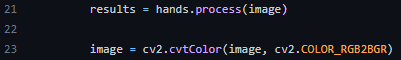 21 results = hands.process(image)
22
23 image = cv2.cvtColor(image, cv2.COLOR_RGB2BGR)